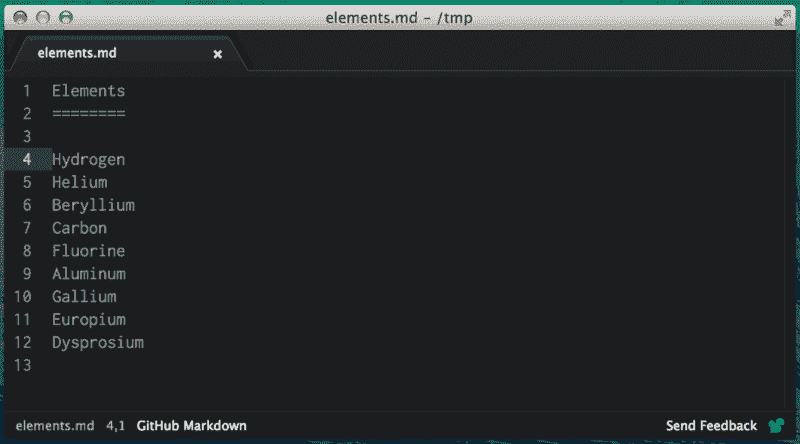 elements.md - /tmp
elements.md ×
1 Elements
2 ========
3
4 Hydrogen
5 Helium
6 Beryllium
7 Carbon
8 Fluorine
9 Aluminum
10 Gallium
11 Europium
12 Dysprosium
13
elements.md 4,1 GitHub Markdown Send Feedback